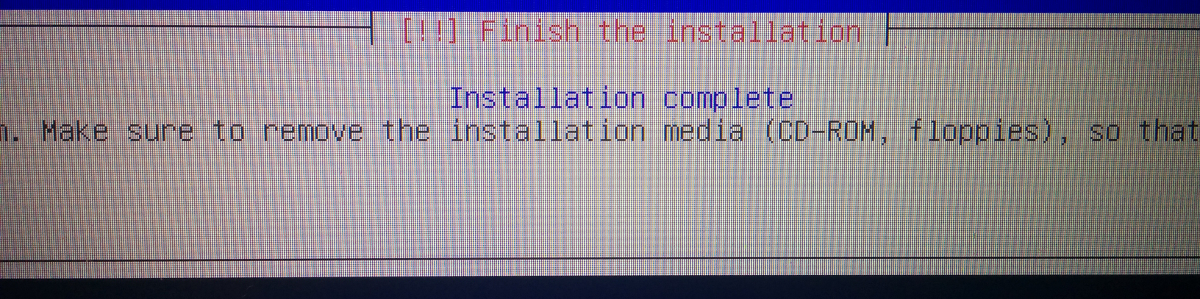 [!!] Finish the installation
Installation complete
n. Make sure to remove the installation media (CD-ROM, floppies), so that